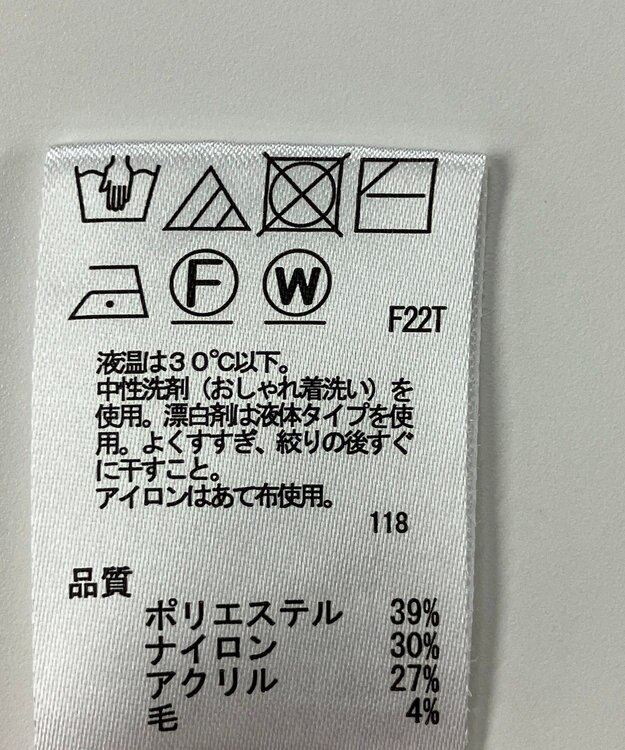 F W F22T
液温は３０℃以下。
中性洗剤（おしゃれ着洗い）を
使用。漂白剤は液体タイプを使
用。よくすすぎ、絞りの後すぐ
に干すこと。
アイロンはあて布使用。
118
品質
ポリエステル 39%
ナイロン 30%
アクリル 27%
毛 4%